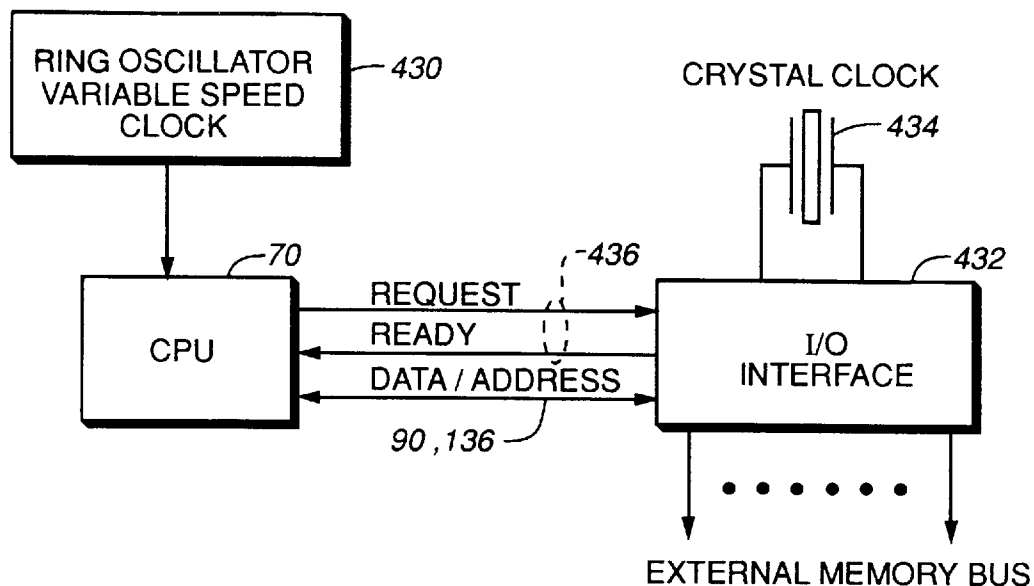 RING OSCILLATOR
VARIABLE SPEED
CLOCK
430
CRYSTAL CLOCK
434
70
436
432
REQUEST
READY
CPU
DATA / ADDRESS
I/O
INTERFACE
90 ,136
EXTERNAL MEMORY BUS